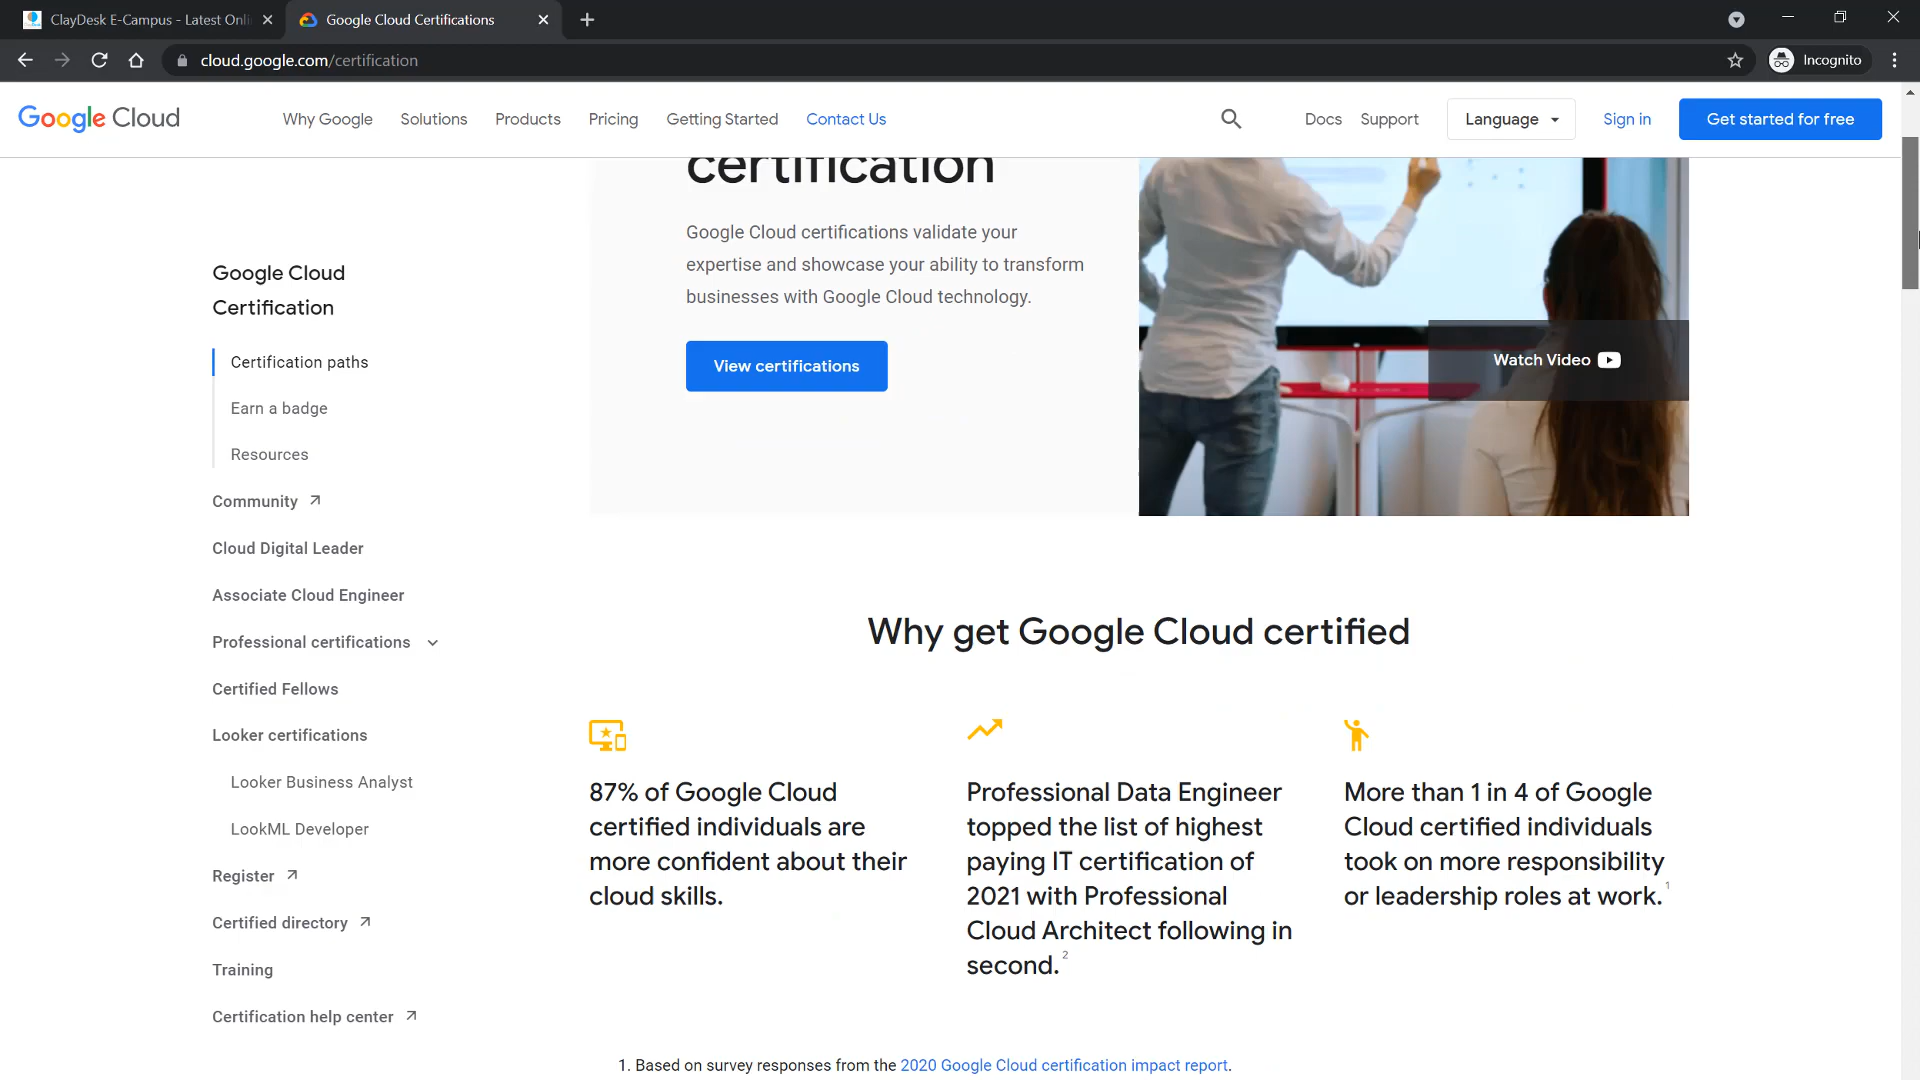 ClayDesk E-Campus - Latest Onli
Google Cloud Certifications
cloud.google.com/certification
Incognito
Google Cloud
Why Google
Solutions
Products
Pricing
Getting Started
Contact Us
Docs
Support
Language
Sign in
Get started for free
certification
Google Cloud certifications validate your
expertise and showcase your ability to transform
businesses with Google Cloud technology.
View certifications
Watch Video
Google Cloud
Certification
Certification paths
Earn a badge
Resources
Community
Cloud Digital Leader
Associate Cloud Engineer
Professional certifications
Certified Fellows
Looker certifications
Looker Business Analyst
LookML Developer
Register
Certified directory
Training
Certification help center
Why get Google Cloud certified
87% of Google Cloud
certified individuals are
more confident about their
cloud skills.
Professional Data Engineer
topped the list of highest
paying IT certification of
2021 with Professional
Cloud Architect following in
second. 2
More than 1 in 4 of Google
Cloud certified individuals
took on more responsibility
or leadership roles at work. 1
1. Based on survey responses from the 2020 Google Cloud certification impact report.